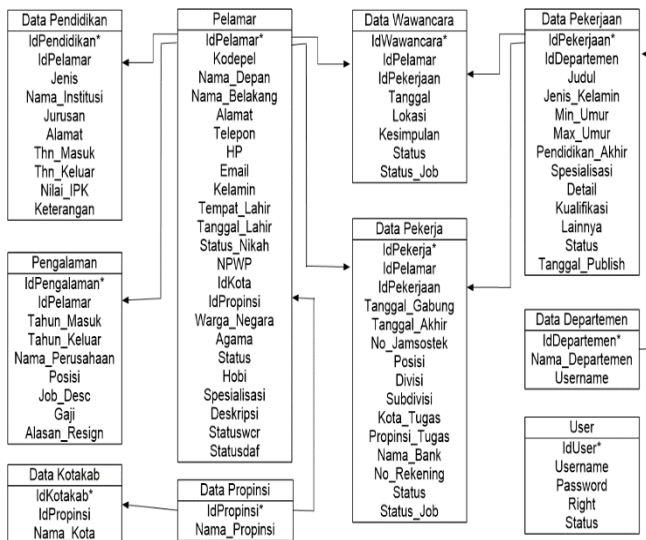 Data Pendidikan
IdPendidikan*
IdPelamar
Jenis
Nama_Institusi
Jurusan
Alamat
Thn_Masuk
Thn_Keluar
Nilai_IPK
Keterangan
Pengalaman
IdPengalaman*
IdPelamar
Tahun_Masuk
Tahun_Keluar
Nama_Perusahaan
Posisi
Job_Desc
Gaji
Alasan_Resign
Data Kotakab
IdKotakab*
IdPropinsi
Nama_Kota
Pelamar
IdPelamar*
Kodepel
Nama_Depan
Nama_Belakang
Alamat
Telepon
HP
Email
Kelamin
Tempat_Lahir
Tanggal_Lahir
Status_Nikah
NPWP
IdKota
IdPropinsi
Warga_Negara
Agama
Status
Hobi
Spesialisasi
Deskripsi
Statuswcr
Statusdaf
Data Propinsi
IdPropinsi*
Nama_Propinsi
Data Wawancara
IdWawancara*
IdPelamar
IdPekerjaan
Tanggal
Lokasi
Kesimpulan
Status
Status_Job
Data Pekerja
IdPekerja*
IdPelamar
IdPekerjaan
Tanggal_Gabung
Tanggal_Akhir
No_Jamsostek
Posisi
Divisi
Subdivisi
Kota_Tugas
Propinsi_Tugas
Nama_Bank
No_Rekening
Status
Status_Job
Data Pekerjaan
IdPekerjaan*
IdDepartemen
Judul
Jenis_Kelamin
Min_Umur
Max_Umur
Pendidikan_Akhir
Spesialisasi
Detail
Kualifikasi
Lainnya
Status
Tanggal_Publish
Data Departemen
IdDepartemen*
Nama_Departemen
Username
User
IdUser*
Username
Password
Right
Status